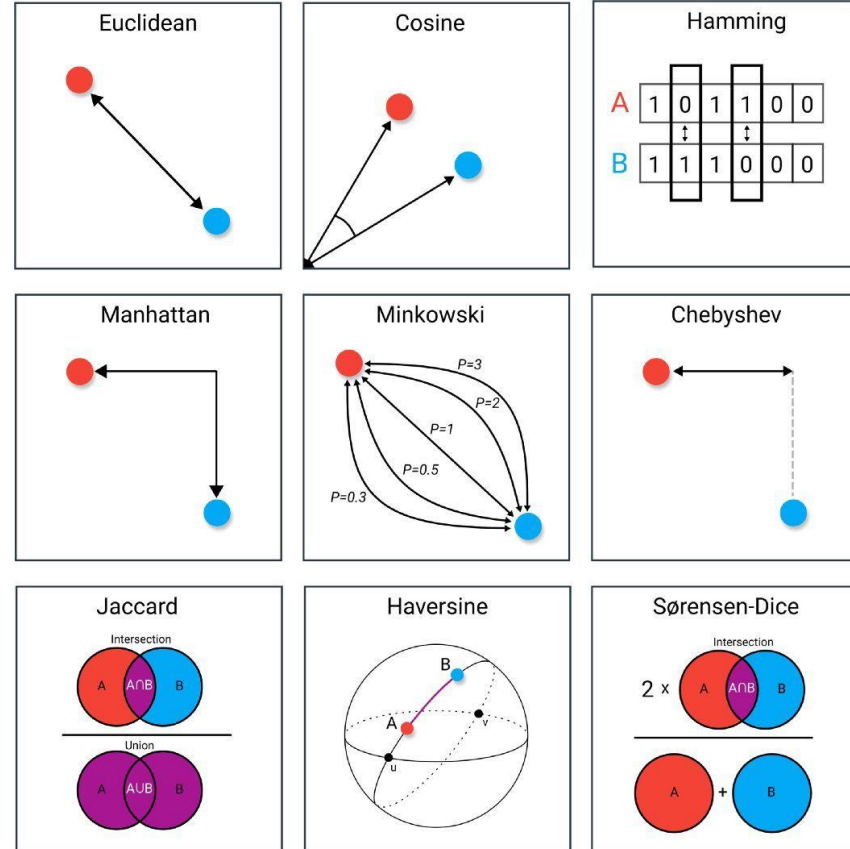 Euclidean
Cosine
Hamming
A 1 0 1 1 0 0
B 1 1 1 0 0 0
Manhattan
Minkowski
P=3
P=2
P=1
P=0.5
P=0.3
Chebyshev
Jaccard
Intersection
A A∩B B
Union
A A∪B B
Haversine
B
A
v
u
Sørensen-Dice
Intersection
2 x A A∩B B
A + B